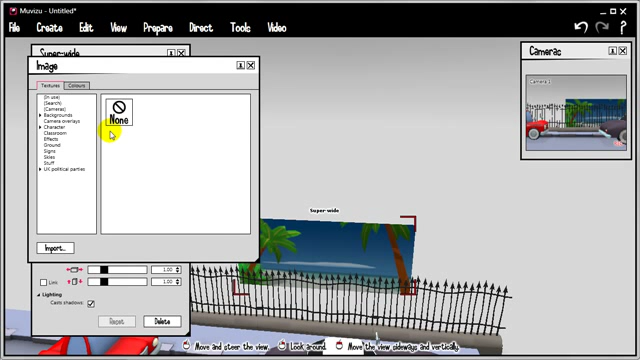 Muvizu - Untitled*
File Create Edit View Prepare Direct Tools Video
Super-wide
Image
Textures Colours
(In use)
(Search)
(Cameras)
Backgrounds
Camera overlays
Character
Classroom
Effects
Ground
Signs
Skies
Stuff
UC political parties
None
Import...
Cameras
Camera 1
Super-wide
1.00
Link
1.00
Lighting
Casts shadows:
Reset Delete
Move and steer the view. Look around. Move the view sideways and vertically.